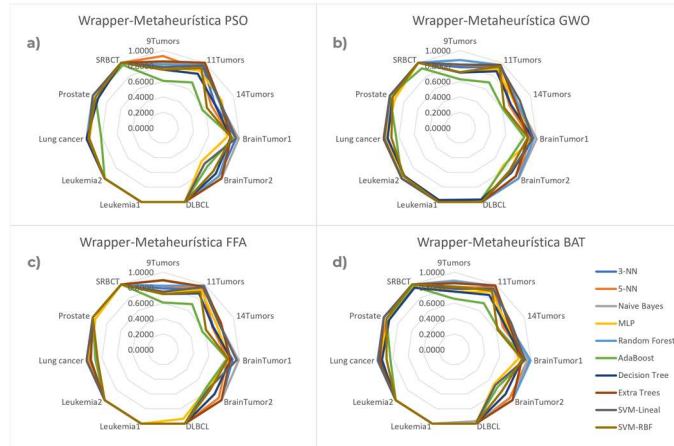 Wrapper-Metaheurística PSO
a)
9Tumors
11Tumors
14Tumors
BrainTumor1
BrainTumor2
DLBCL
Leukemia1
Leukemia2
Lung cancer
Prostate
SRBCT
1.0000
0.8000
0.6000
0.4000
0.2000
0.0000
Wrapper-Metaheurística GWO
b)
9Tumors
11Tumors
14Tumors
BrainTumor1
BrainTumor2
DLBCL
Leukemia1
Leukemia2
Lung cancer
Prostate
SRBCT
1.0000
0.8000
0.6000
0.4000
0.2000
0.0000
Wrapper-Metaheurística FFA
c)
9Tumors
11Tumors
14Tumors
BrainTumor1
BrainTumor2
DLBCL
Leukemia1
Leukemia2
Lung cancer
Prostate
SRBCT
1.0000
0.8000
0.6000
0.4000
0.2000
0.0000
Wrapper-Metaheurística BAT
d)
9Tumors
11Tumors
14Tumors
BrainTumor1
BrainTumor2
DLBCL
Leukemia1
Leukemia2
Lung cancer
Prostate
SRBCT
1.0000
0.8000
0.6000
0.4000
0.2000
0.0000
3-NN
5-NN
Naive Bayes
MLP
Random Forest
AdaBoost
Decision Tree
Extra Trees
SVM-Lineal
SVM-RBF